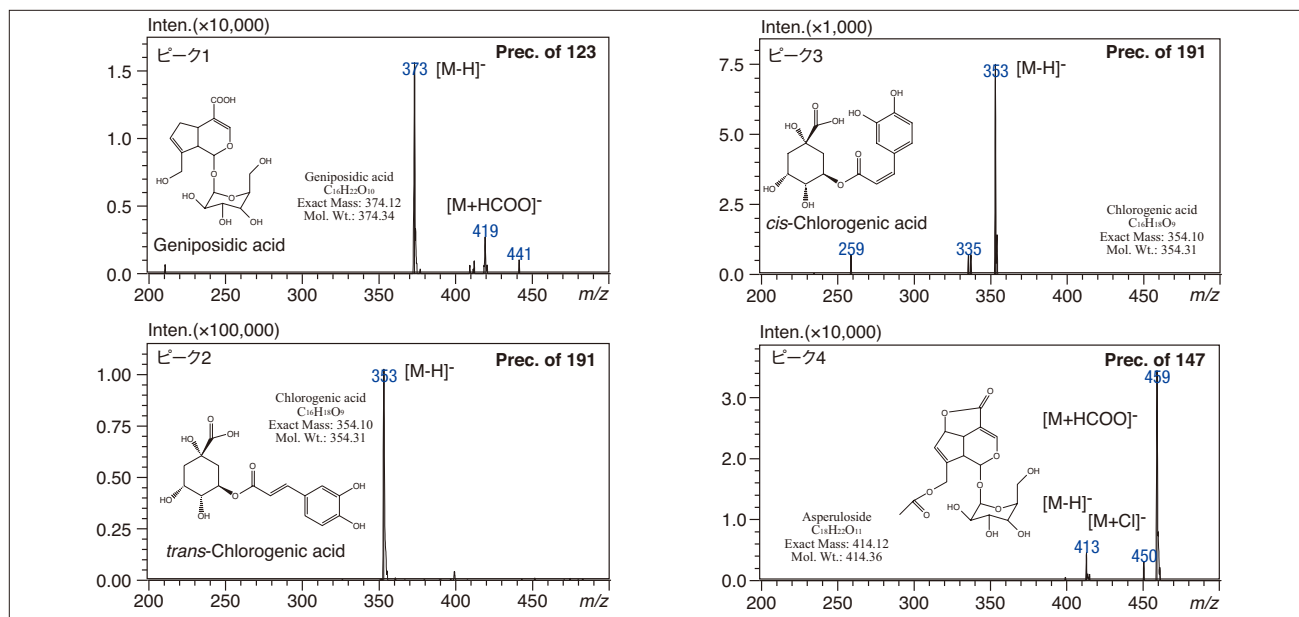 Inten.(×10,000)
ピーク1
Prec. of 123
373
[M-H]⁻
1.5
1.0
0.5
0.0
COOH
O
O
HO
OH
HO
O
OH
OH
Geniposidic acid
C₁₆H₂₂O₁₀
Exact Mass: 374.12
Mol. Wt.: 374.34
Geniposidic acid
[M+HCOO]⁻
419
441
200 250 300 350 400 450 m/z
Inten.(×1,000)
ピーク3
Prec. of 191
353
[M-H]⁻
7.5
5.0
2.5
0.0
OH
HO
O
HO
OH
O
HO
OH
O
cis-Chlorogenic acid
Chlorogenic acid
C₁₆H₁₈O₉
Exact Mass: 354.10
Mol. Wt.: 354.31
259
335
200 250 300 350 400 450 m/z
Inten.(×100,000)
ピーク2
Prec. of 191
353
[M-H]⁻
1.00
0.75
0.50
0.25
0.00
Chlorogenic acid
C₁₆H₁₈O₉
Exact Mass: 354.10
Mol. Wt.: 354.31
O
HO
OH
O
OH
HO
O
OH
OH
trans-Chlorogenic acid
200 250 300 350 400 450 m/z
Inten.(×10,000)
ピーク4
Prec. of 147
459
3.0
2.0
1.0
0.0
[M+HCOO]⁻
O
O
O
O
O
O
HO
O
OH
OH
OH
[M-H]⁻
[M+Cl]⁻
Asperuloside
C₁₈H₂₂O₁₁
Exact Mass: 414.12
Mol. Wt.: 414.36
413
450
200 250 300 350 400 450 m/z